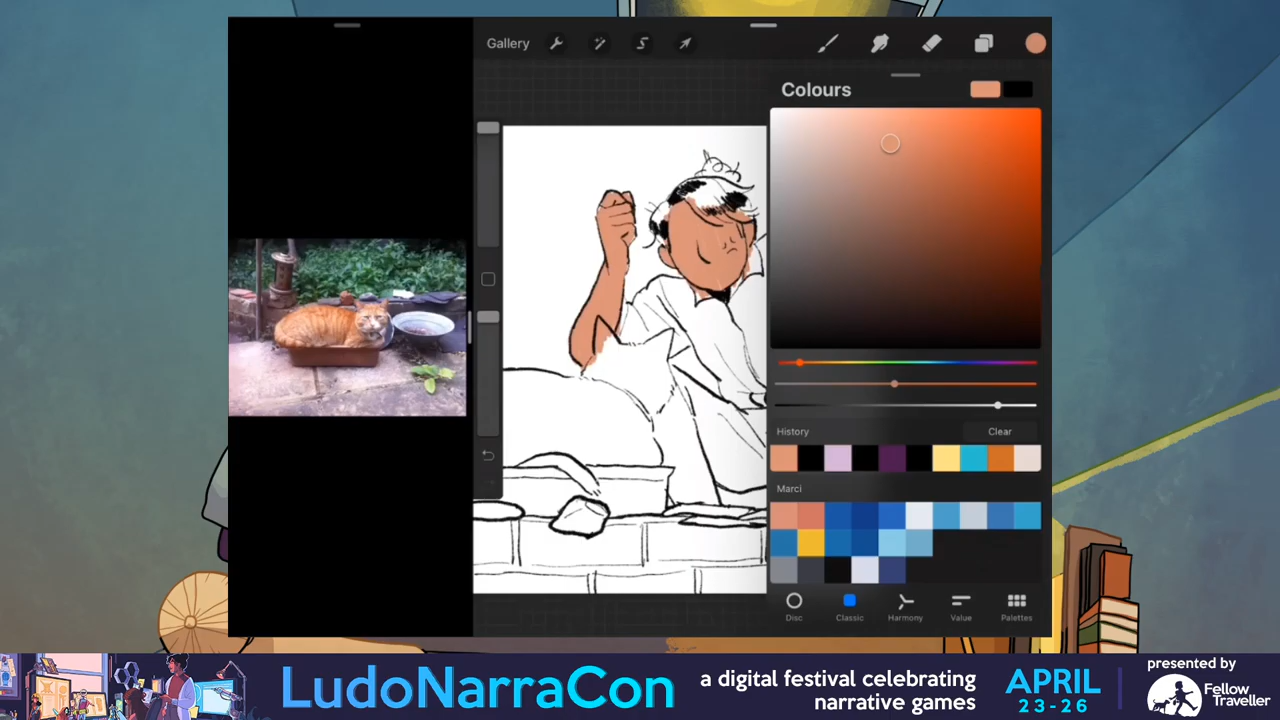 Gallery
Colours
History
Clear
Marci
Disc
Classic
Harmony
Value
Palettes
LudoNarraCon
a digital festival celebrating
narrative games
APRIL
23-26
presented by
Fellow
Traveller